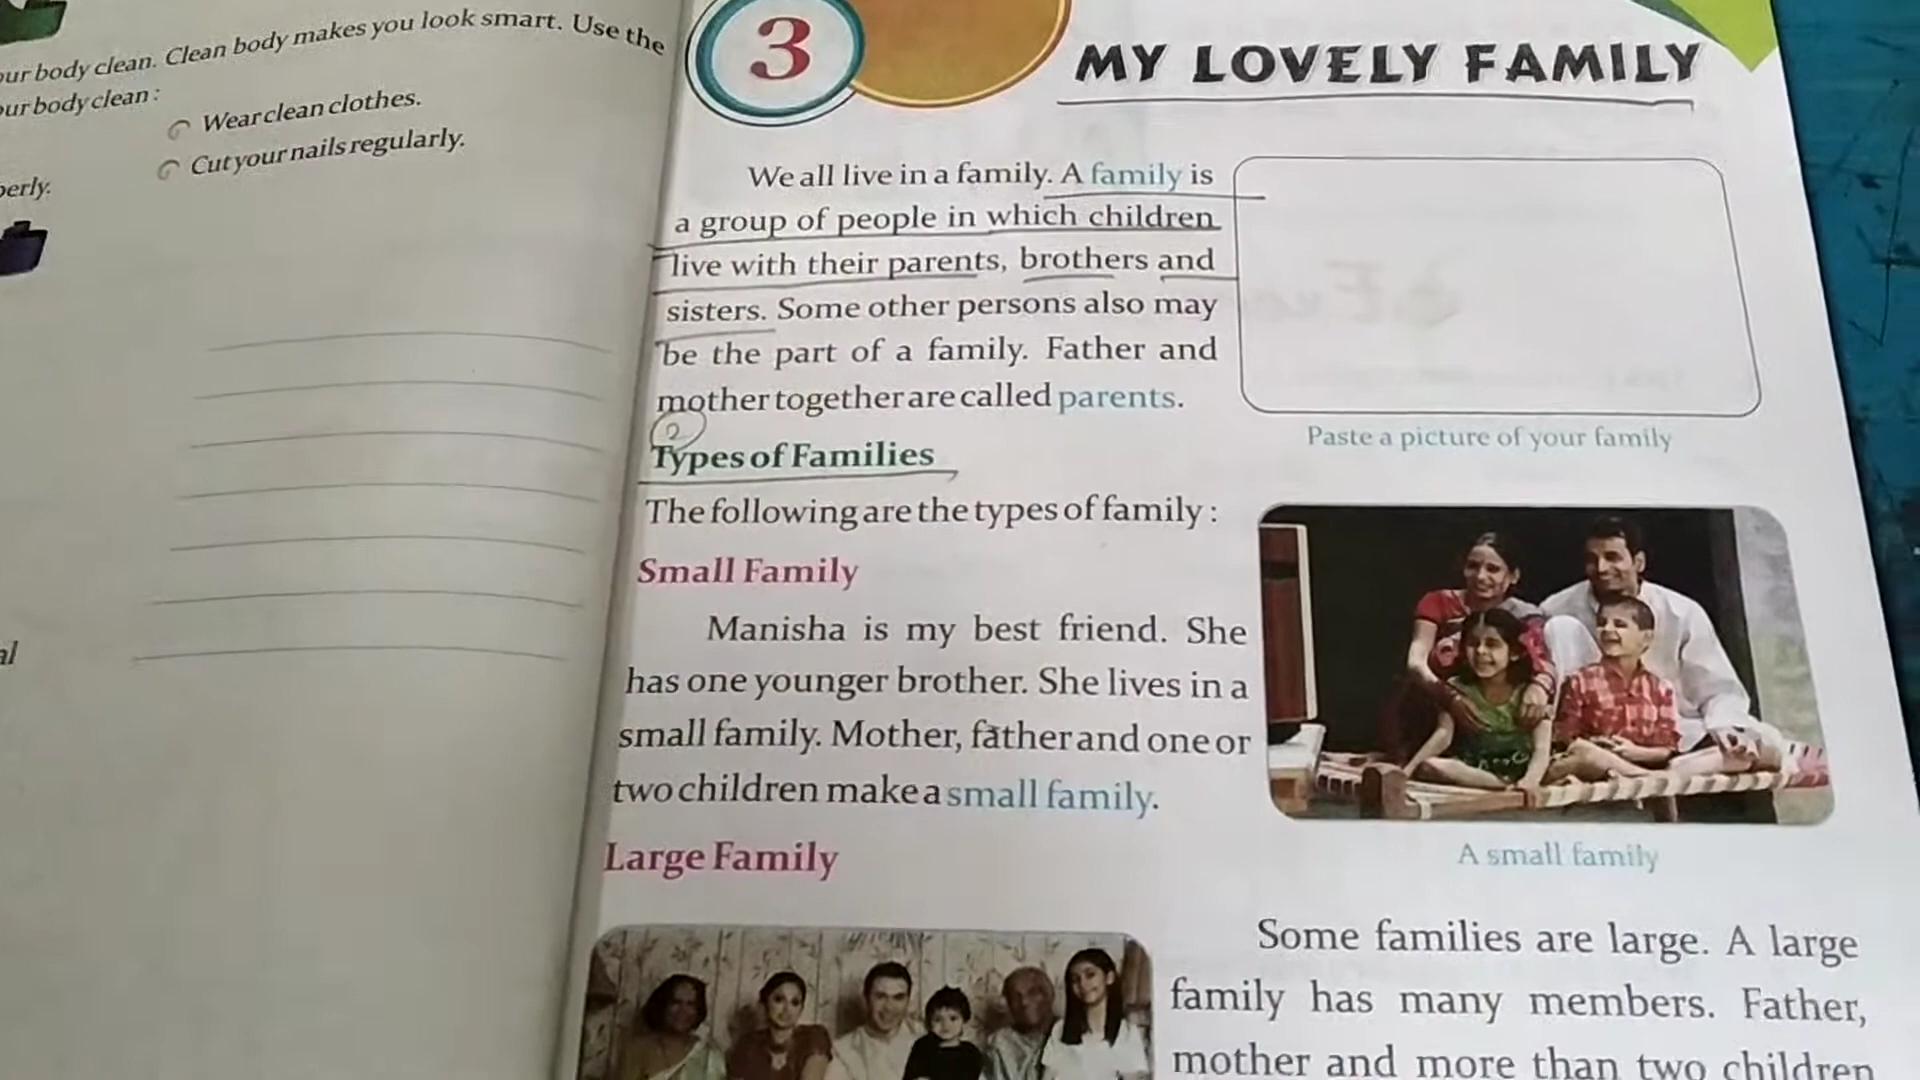 our body clean. Clean body makes you look smart. Use the
our body clean :
Wear clean clothes.
Cut your nails regularly.
perly.
al
3
MY LOVELY FAMILY
We all live in a family. A family is
a group of people in which children
live with their parents, brothers and
sisters. Some other persons also may
be the part of a family. Father and
mother together are called parents.
Paste a picture of your family
2
Types of Families
The following are the types of family :
Small Family
Manisha is my best friend. She
has one younger brother. She lives in a
small family. Mother, father and one or
two children make a small family.
A small family
Large Family
Some families are large. A large
family has many members. Father,
mother and more than two children